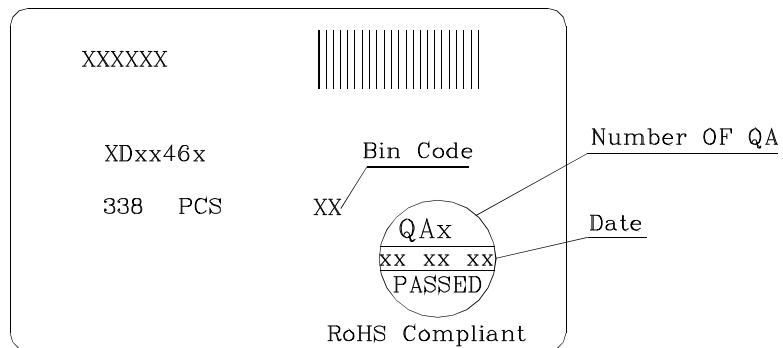 XXXXXX
Number OF QA
XDxx46x
Bin Code
338 PCS
XX
QAx
Date
xx xx xx
PASSED
RoHS Compliant